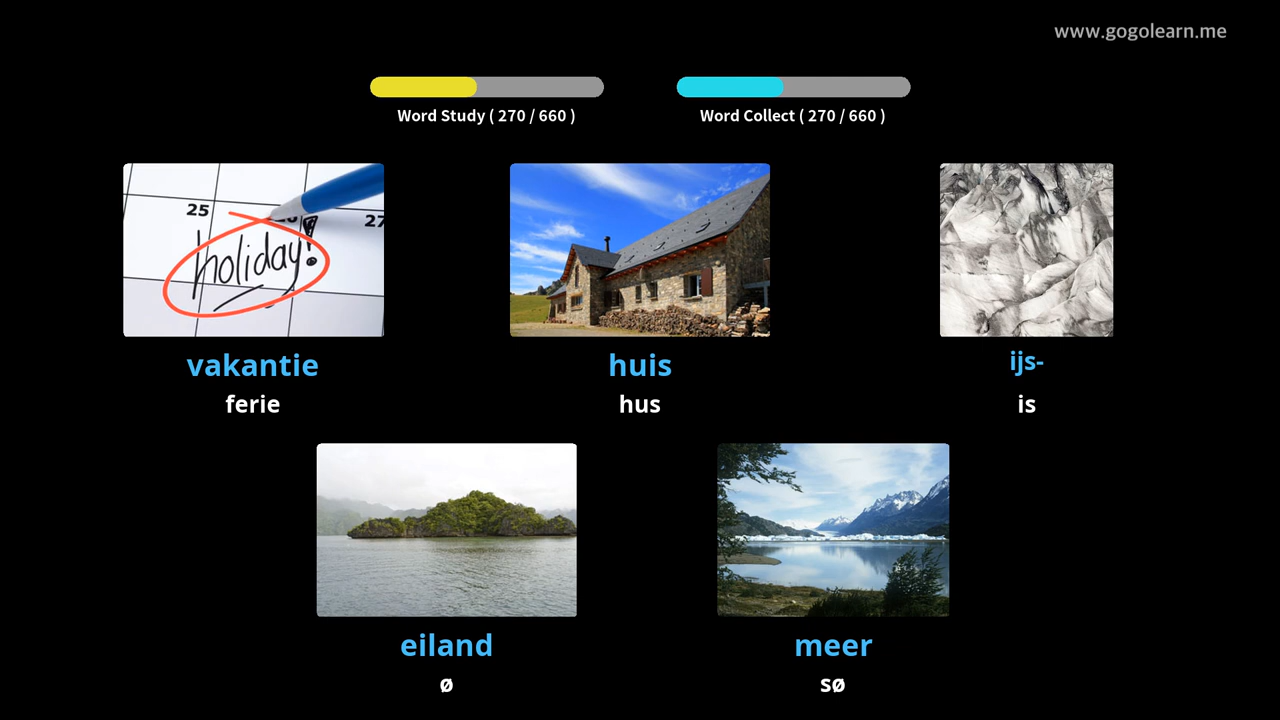 www.gogolearn.me
Word Study ( 270 / 660 )
Word Collect ( 270 / 660 )
25
27
holiday!
vakantie
huis
ijs-
ferie
hus
is
eiland
meer
ø
sø